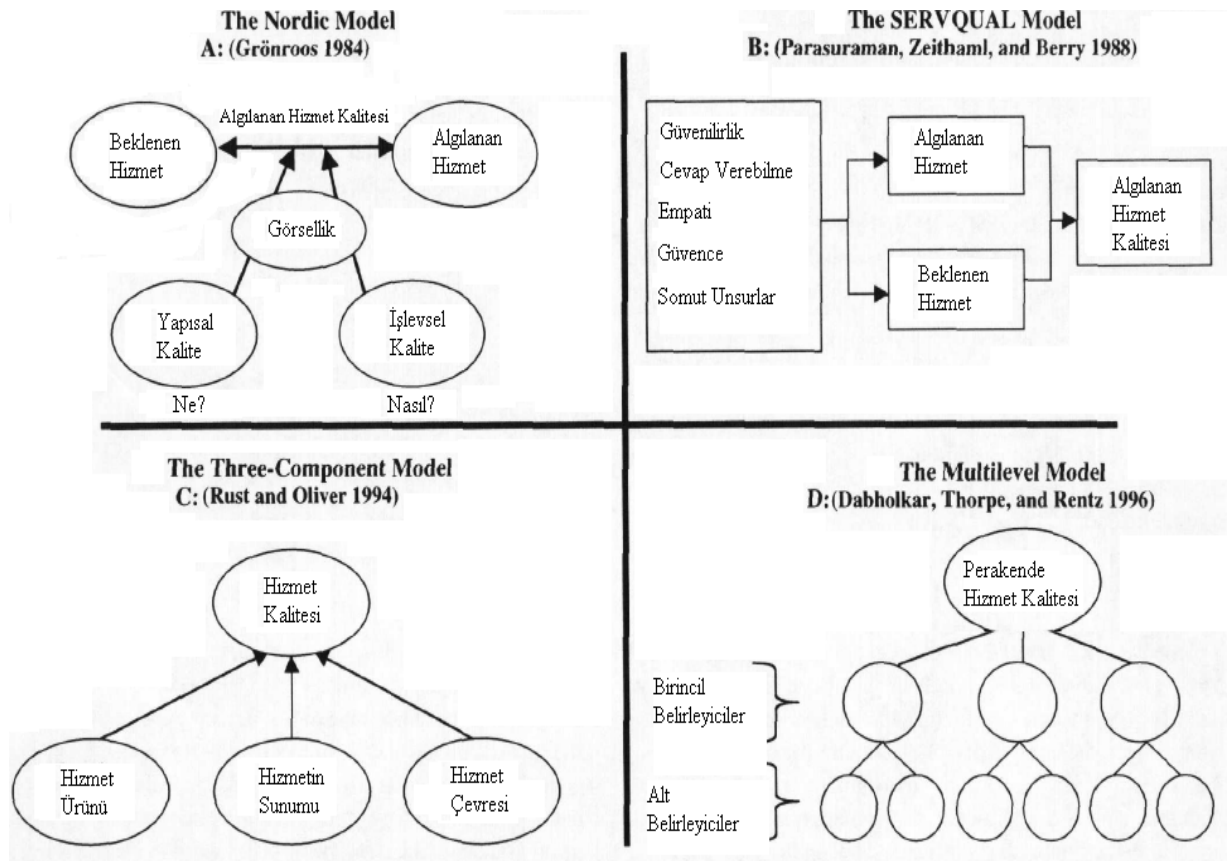 The Nordic Model
A: (Grönroos 1984)
Algılanan Hizmet Kalitesi
Beklenen
Hizmet
Algılanan
Hizmet
Görsellik
Yapısal
Kalite
İşlevsel
Kalite
Ne?
Nasıl?
The SERVQUAL Model
B: (Parasuraman, Zeithaml, and Berry 1988)
Güvenilirlik
Cevap Verebilme
Empati
Güvence
Somut Unsurlar
Algılanan
Hizmet
Beklenen
Hizmet
Algılanan
Hizmet
Kalitesi
The Three-Component Model
C: (Rust and Oliver 1994)
Hizmet
Kalitesi
Hizmet
Ürünü
Hizmetin
Sunumu
Hizmet
Çevresi
The Multilevel Model
D: (Dabholkar, Thorpe, and Rentz 1996)
Perakende
Hizmet Kalitesi
Birincil
Belirleyiciler
Alt
Belirleyiciler